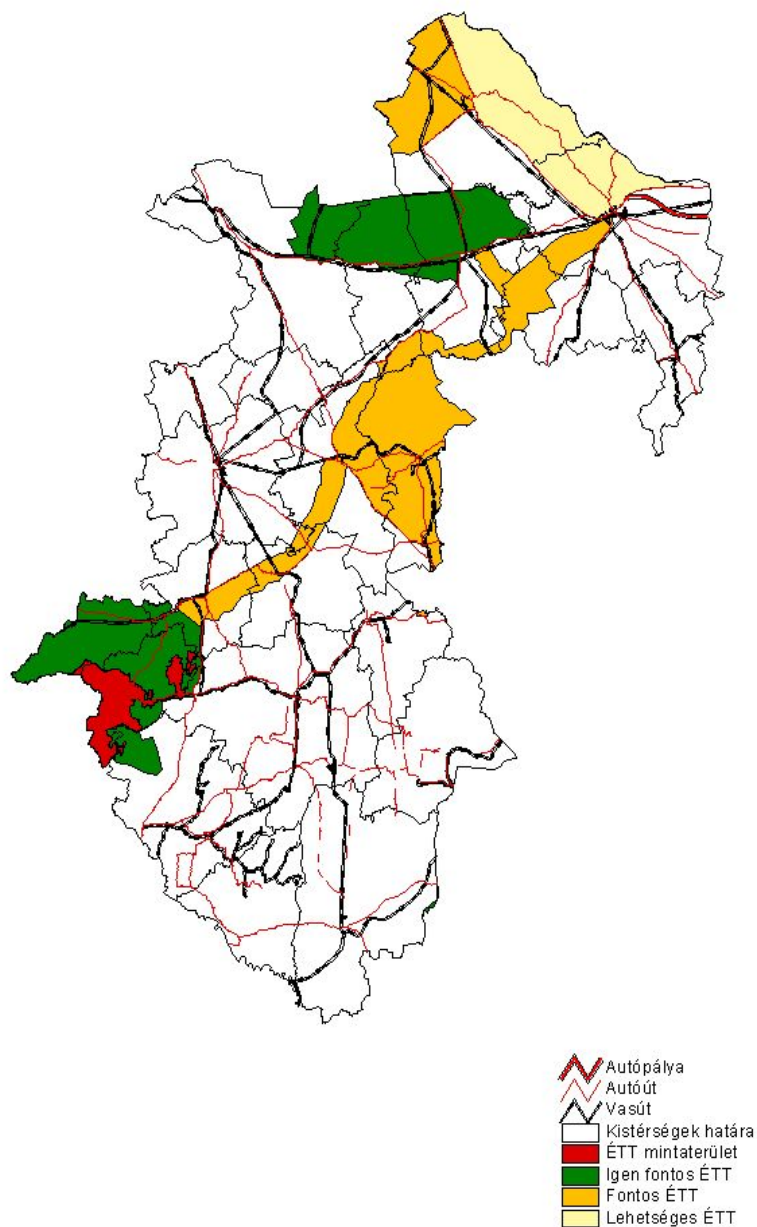 Autópálya
Autóút
Vasút
Kistérségek határa
ÉTT mintaterület
Igen fontos ÉTT
Fontos ÉTT
Lehetséges ÉTT